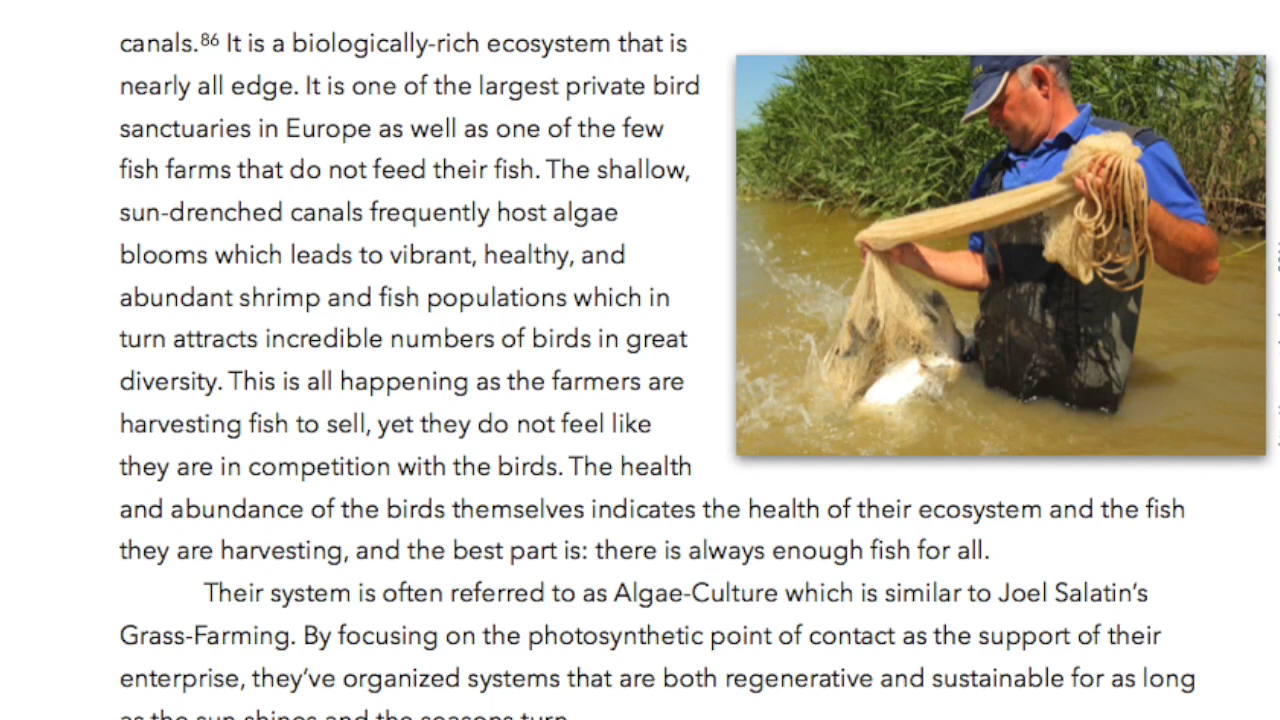 canals.86 It is a biologically-rich ecosystem that is
nearly all edge. It is one of the largest private bird
sanctuaries in Europe as well as one of the few
fish farms that do not feed their fish. The shallow,
sun-drenched canals frequently host algae
blooms which leads to vibrant, healthy, and
abundant shrimp and fish populations which in
turn attracts incredible numbers of birds in great
diversity. This is all happening as the farmers are
harvesting fish to sell, yet they do not feel like
they are in competition with the birds. The health
and abundance of the birds themselves indicates the health of their ecosystem and the fish
they are harvesting, and the best part is: there is always enough fish for all.
Their system is often referred to as Algae-Culture which is similar to Joel Salatin’s
Grass-Farming. By focusing on the photosynthetic point of contact as the support of their
enterprise, they’ve organized systems that are both regenerative and sustainable for as long
as the sun shines and the seasons turn.